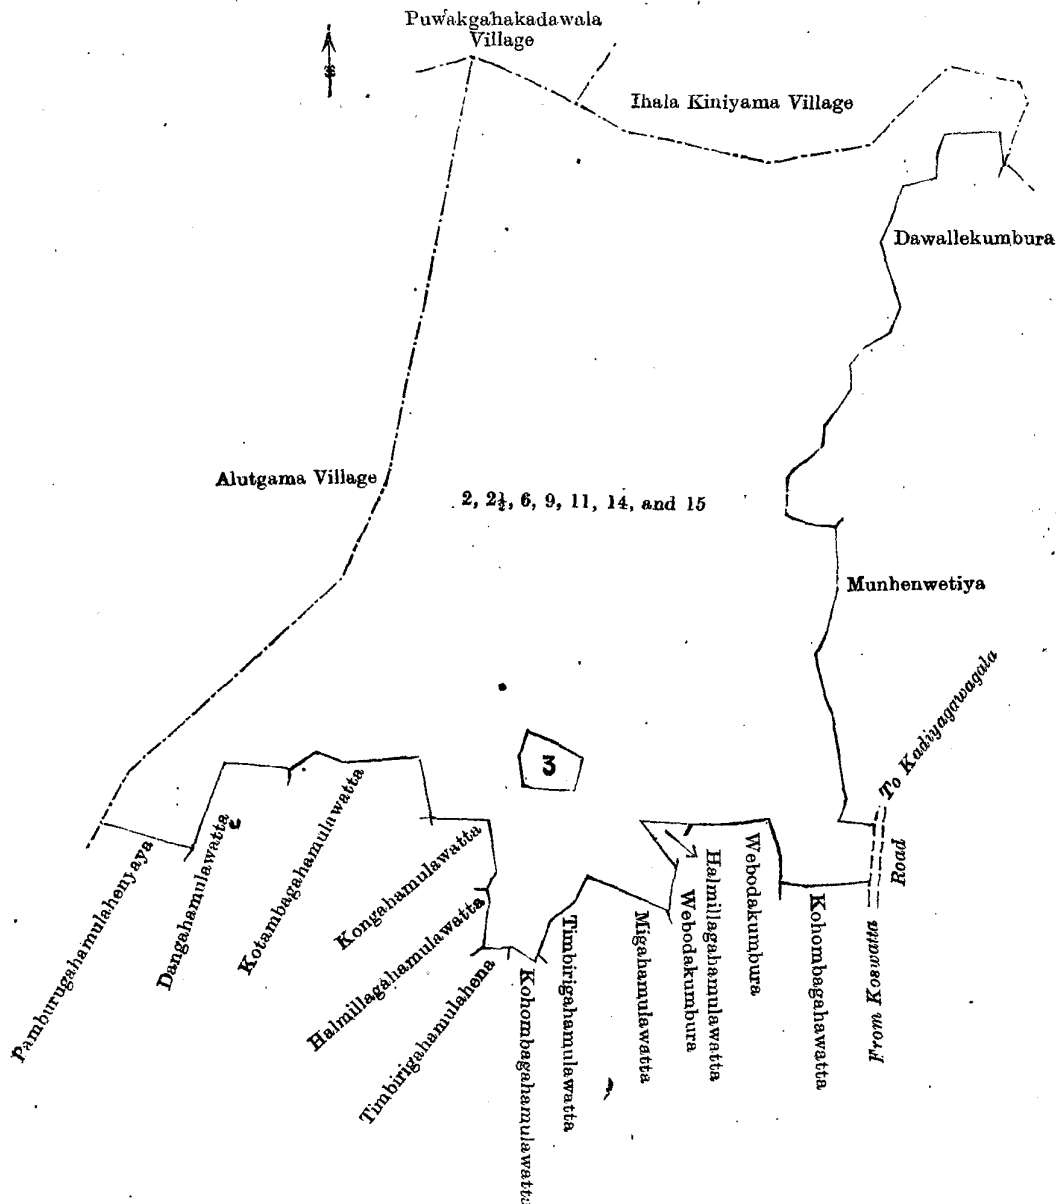 Puwakgahakadawala
Village
Ihala Kiniyama Village
Dawallekumbura
Alutgama Village
2, 2½, 6, 9, 11, 14, and 15
Munhenwetiya
To Kadiyagawagala
3
Road
From Koswatta
Pamburugahamulahenyaya
Dangahamulawatta
Kotambagahamulawatta
Kongahamulawatta
Halmillagahamulawatta
Timbirigahamulahena
Kohombagahamulawatta
Timbirigahamulawatta
Migahamulawatta
Webodakumbura
Halmillagahamulawatta
Webodakumbura
Kohombagahawatta